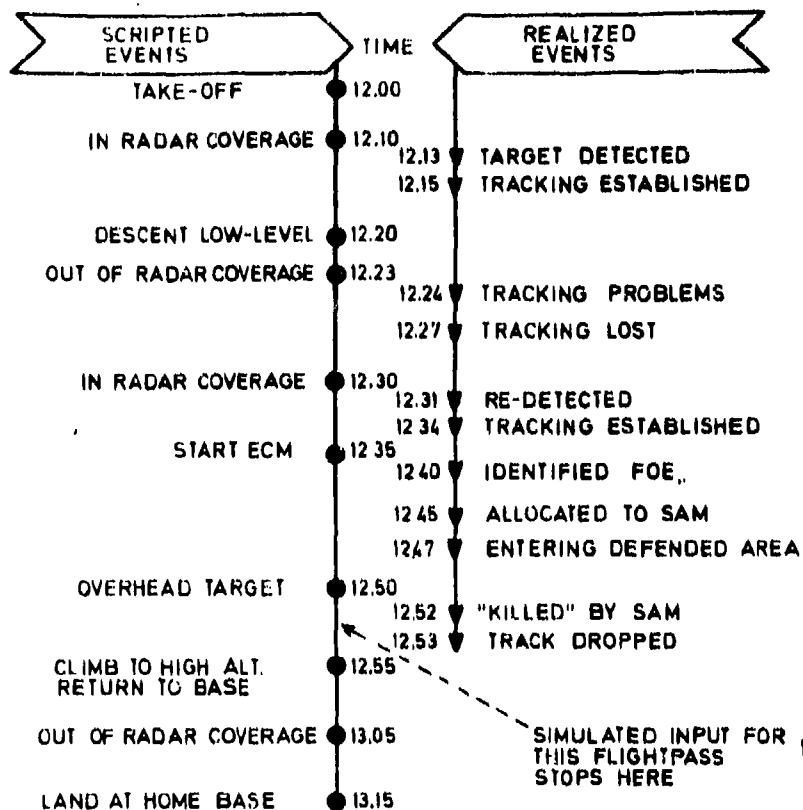 SCRIPTED
EVENTS
TIME
REALIZED
EVENTS
TAKE-OFF 12.00
IN RADAR COVERAGE 12.10
12.13 TARGET DETECTED
12.15 TRACKING ESTABLISHED
DESCENT LOW-LEVEL 12.20
OUT OF RADAR COVERAGE 12.23
12.24 TRACKING PROBLEMS
12.27 TRACKING LOST
IN RADAR COVERAGE 12.30
12.31 RE-DETECTED
12 34 TRACKING ESTABLISHED
START ECM 12 35
12 40 IDENTIFIED FOE
12 45 ALLOCATED TO SAM
12.47 ENTERING DEFENDED AREA
OVERHEAD TARGET 12.50
12.52 "KILLED" BY SAM
12.53 TRACK DROPPED
CLIMB TO HIGH ALT. 12.55
RETURN TO BASE
OUT OF RADAR COVERAGE 13.05
SIMULATED INPUT FOR
THIS FLIGHTPASS
STOPS HERE
LAND AT HOME BASE 13.15